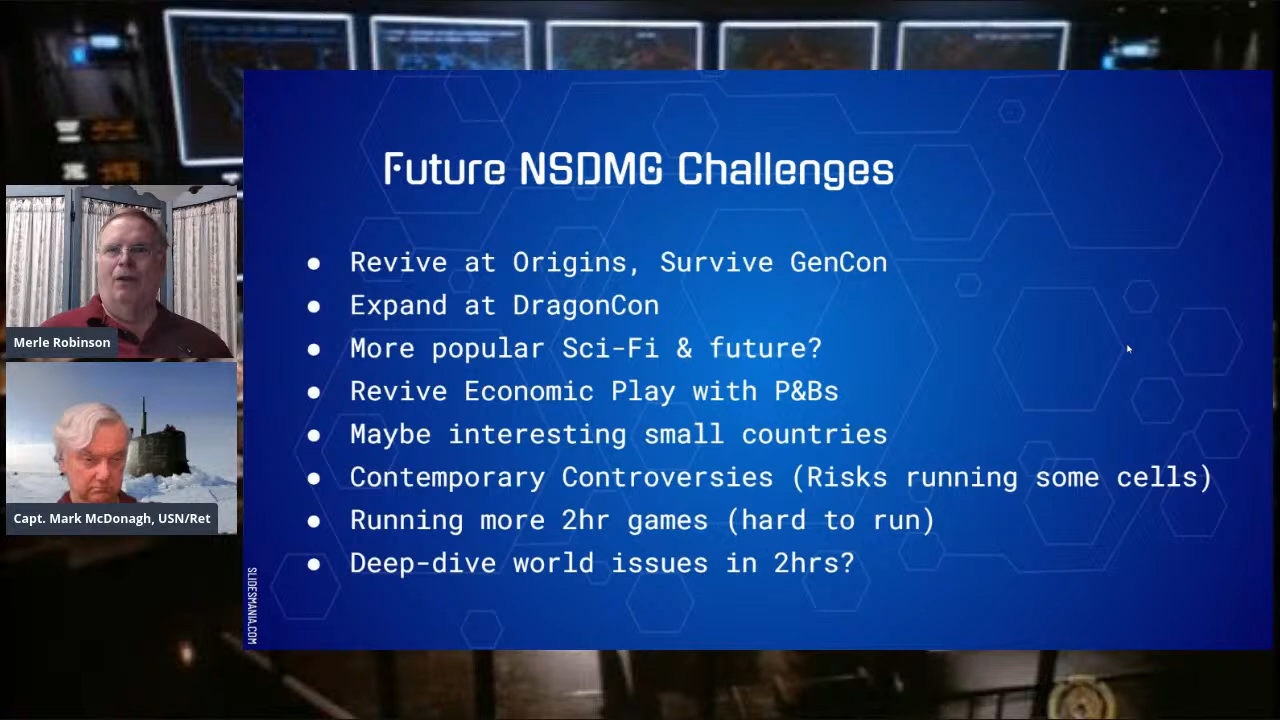 Future NSDMG Challenges
● Revive at Origins, Survive GenCon
● Expand at DragonCon
● More popular Sci-Fi & future?
● Revive Economic Play with P&Bs
● Maybe interesting small countries
● Contemporary Controversies (Risks running some cells)
● Running more 2hr games (hard to run)
● Deep-dive world issues in 2hrs?
SLIDESMANIA.COM
Merle Robinson
Capt. Mark McDonagh, USN/Ret